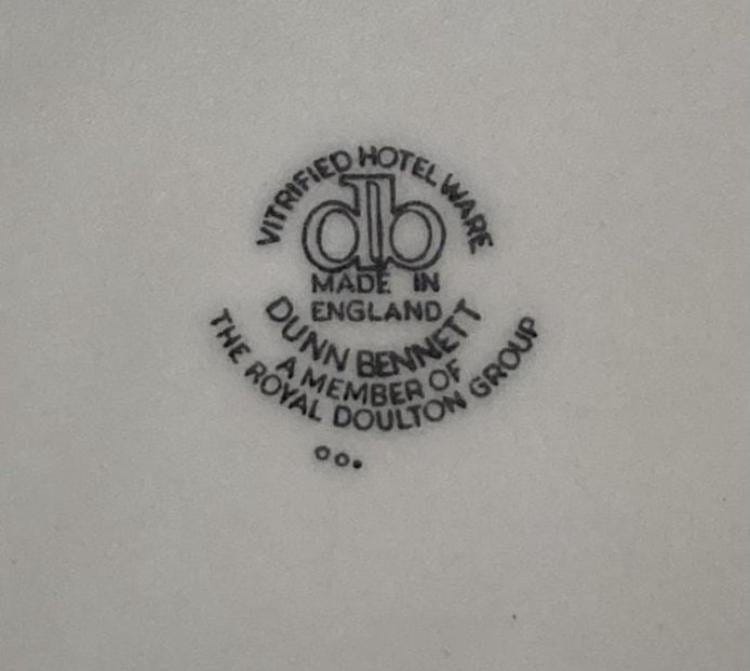 VITRIFIED HOTEL WARE
db
MADE IN
ENGLAND
DUNN BENNETT
A MEMBER OF
THE ROYAL DOULTON GROUP